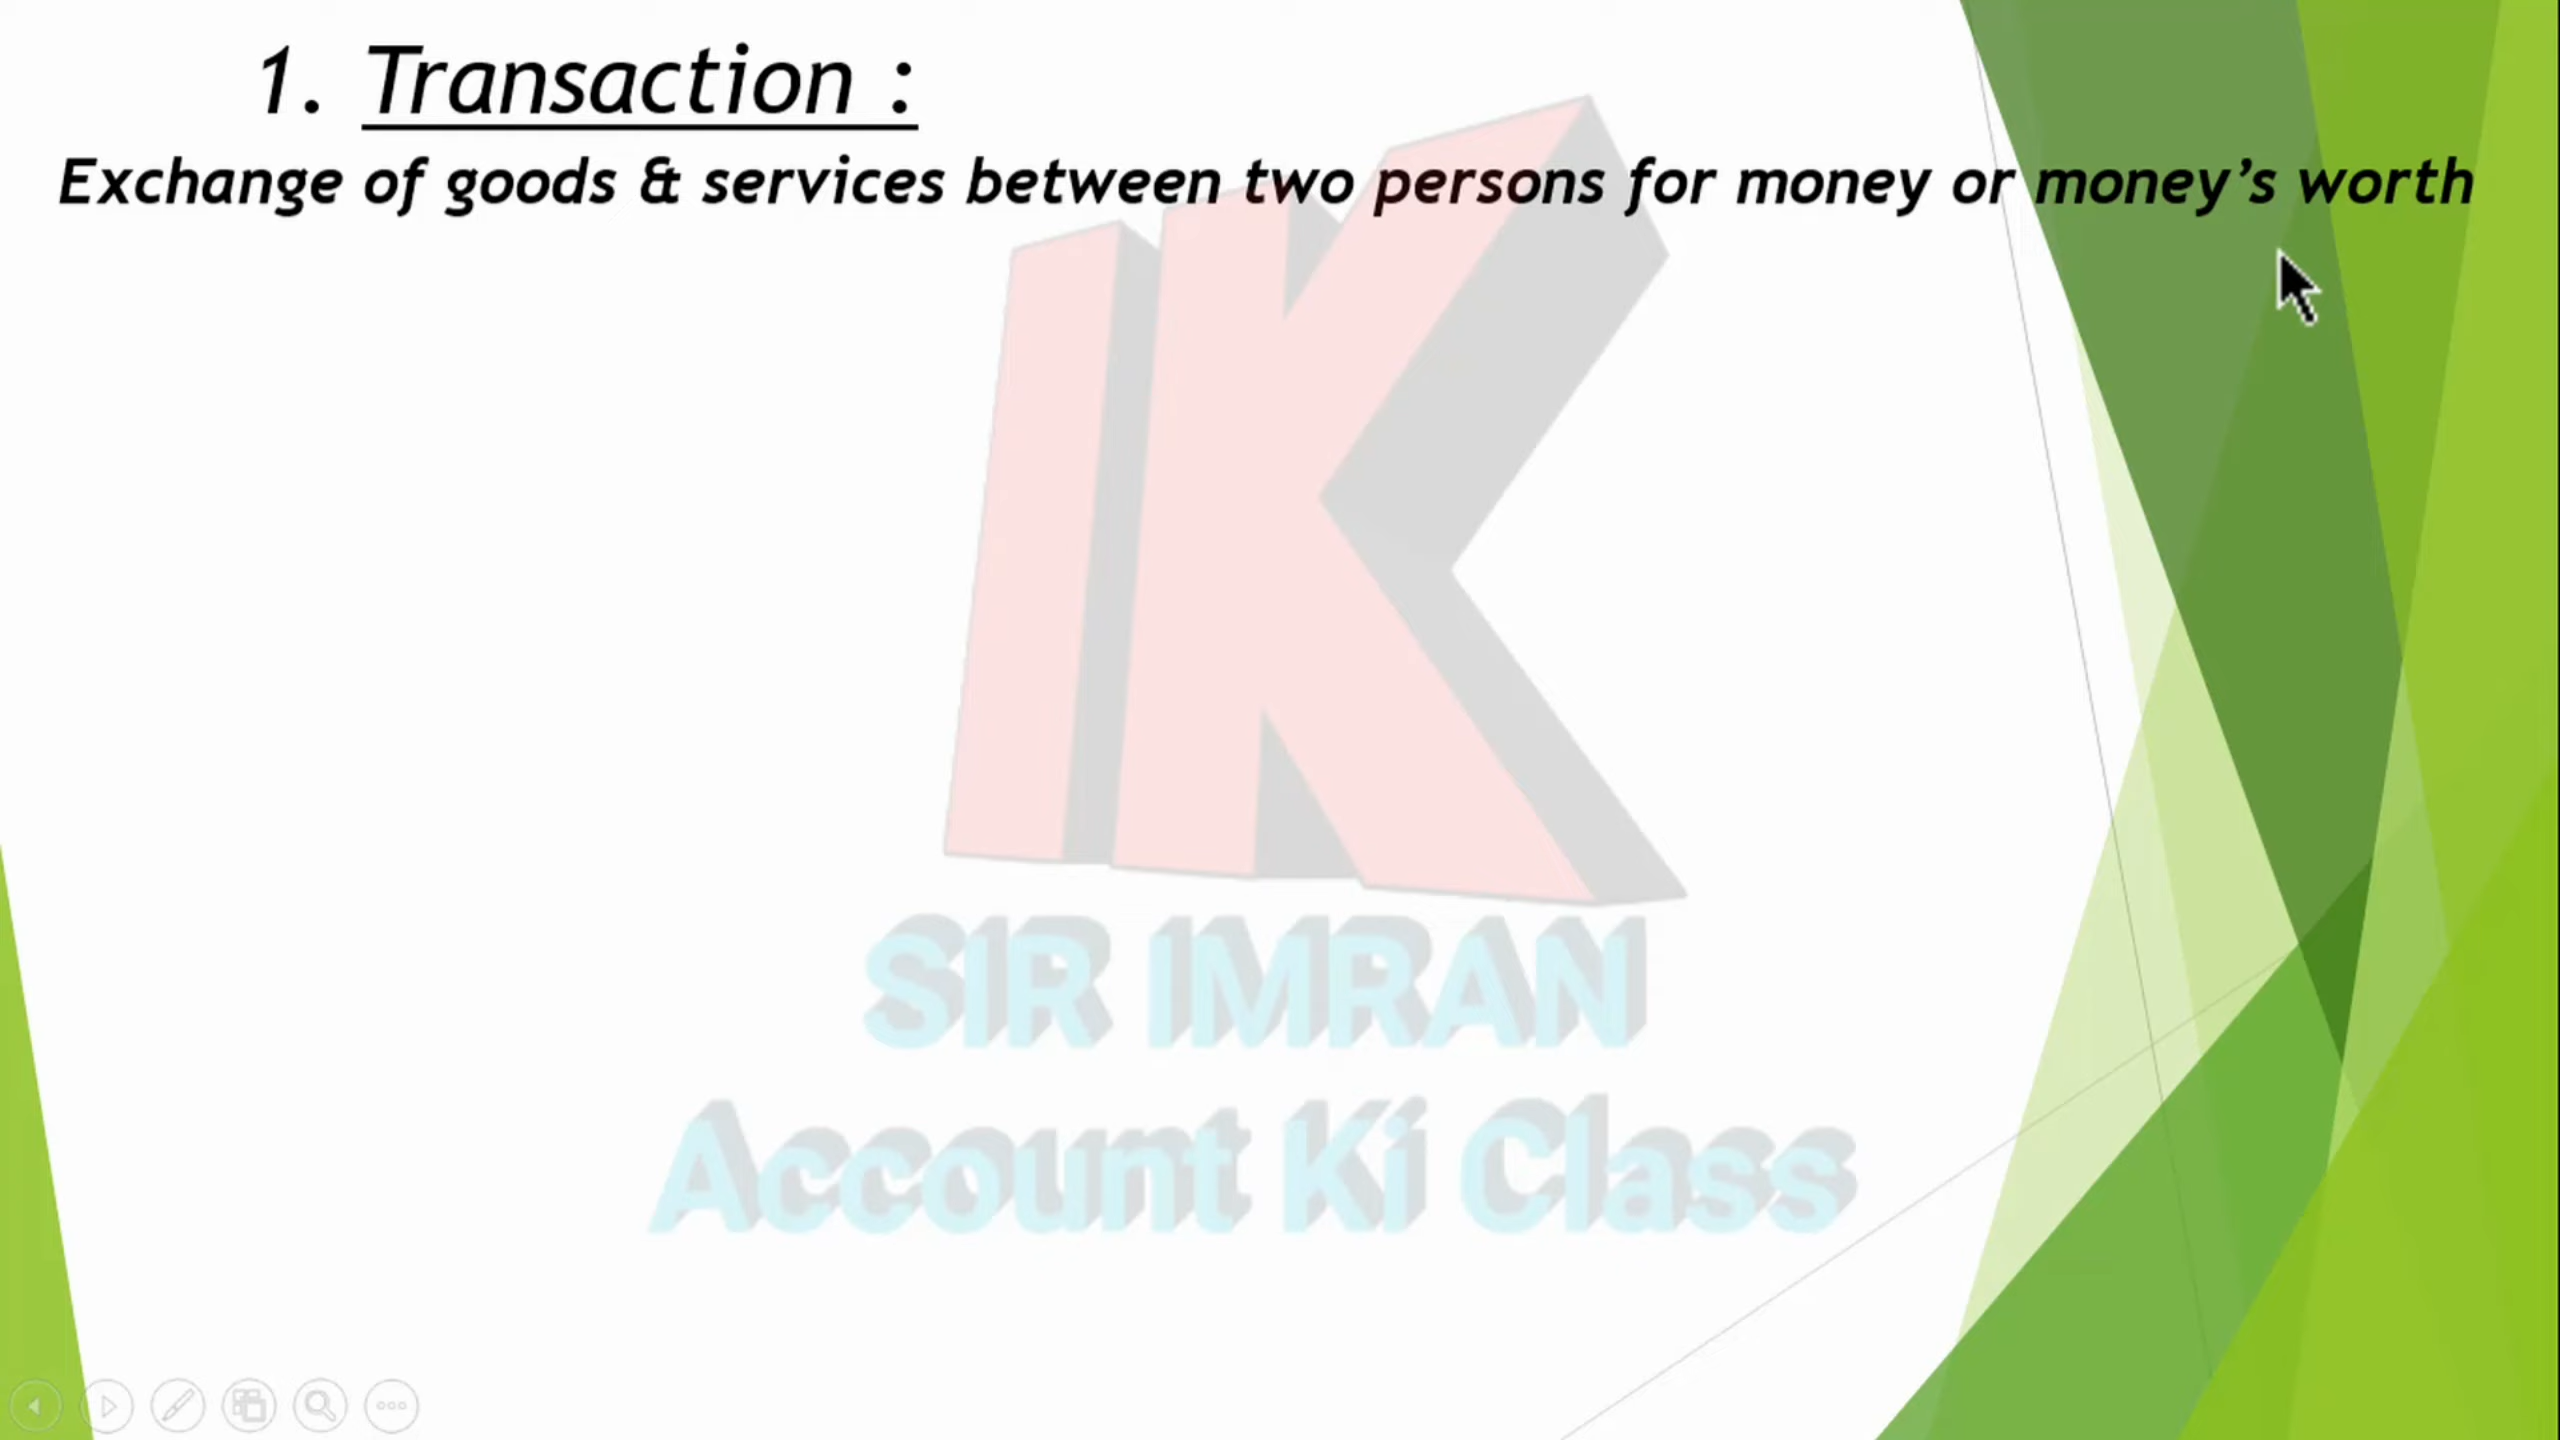 1. Transaction :
Exchange of goods & services between two persons for money or money’s worth
IK
SIR IMRAN
Account Ki Class